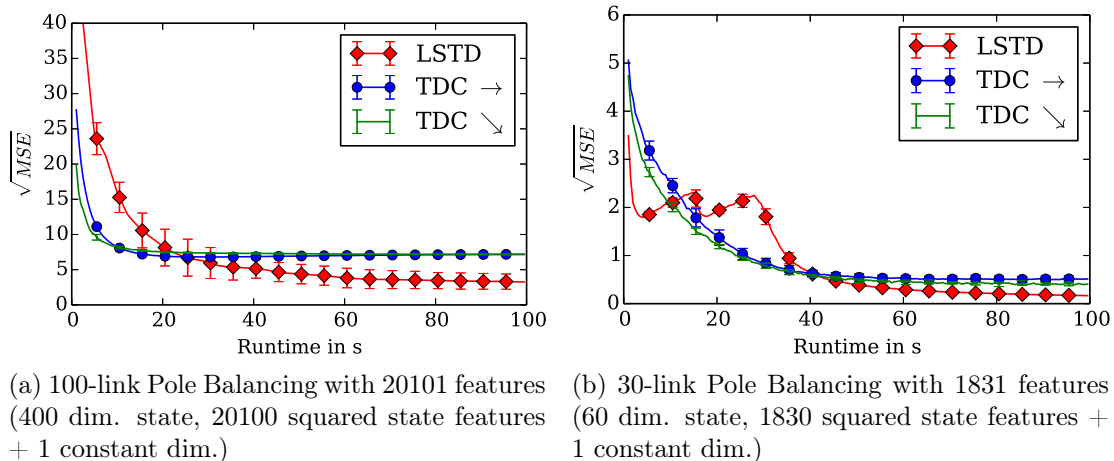 40
35
30
25
20
15
10
5
0
√MSE
LSTD
TDC →
TDC ↘
0 20 40 60 80 100
Runtime in s
(a) 100-link Pole Balancing with 20101 features
(400 dim. state, 20100 squared state features
+ 1 constant dim.)
6
5
4
3
2
1
0
√MSE
LSTD
TDC →
TDC ↘
0 20 40 60 80 100
Runtime in s
(b) 30-link Pole Balancing with 1831 features
(60 dim. state, 1830 squared state features +
1 constant dim.)